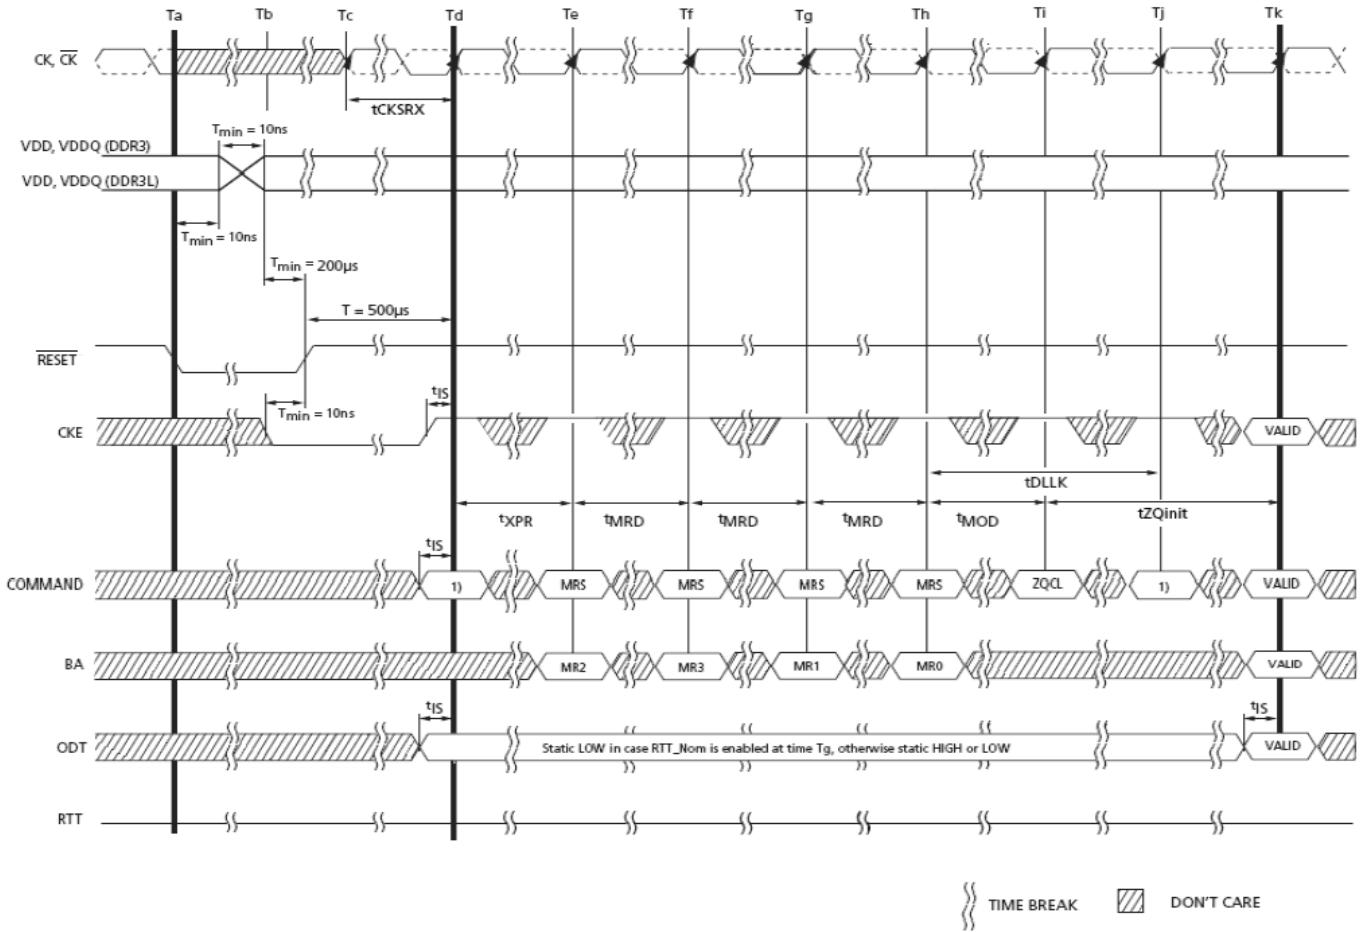 Ta Tb Tc Td Te Tf Tg Th Ti Tj Tk
CK, C̅K̅
tCKSRX
Tmin = 10ns
VDD, VDDQ (DDR3)
VDD, VDDQ (DDR3L)
Tmin = 10ns
Tmin = 200µs
T = 500µs
R̅E̅S̅E̅T̅
tIS
Tmin = 10ns
CKE VALID
tDLLK
tXPR tMRD tMRD tMRD tMOD tZQinit
tIS
COMMAND 1) MRS MRS MRS MRS ZQCL 1) VALID
BA MR2 MR3 MR1 MR0 VALID
tIS tIS
ODT Static LOW in case RTT_Nom is enabled at time Tg, otherwise static HIGH or LOW VALID
RTT
TIME BREAK DON'T CARE